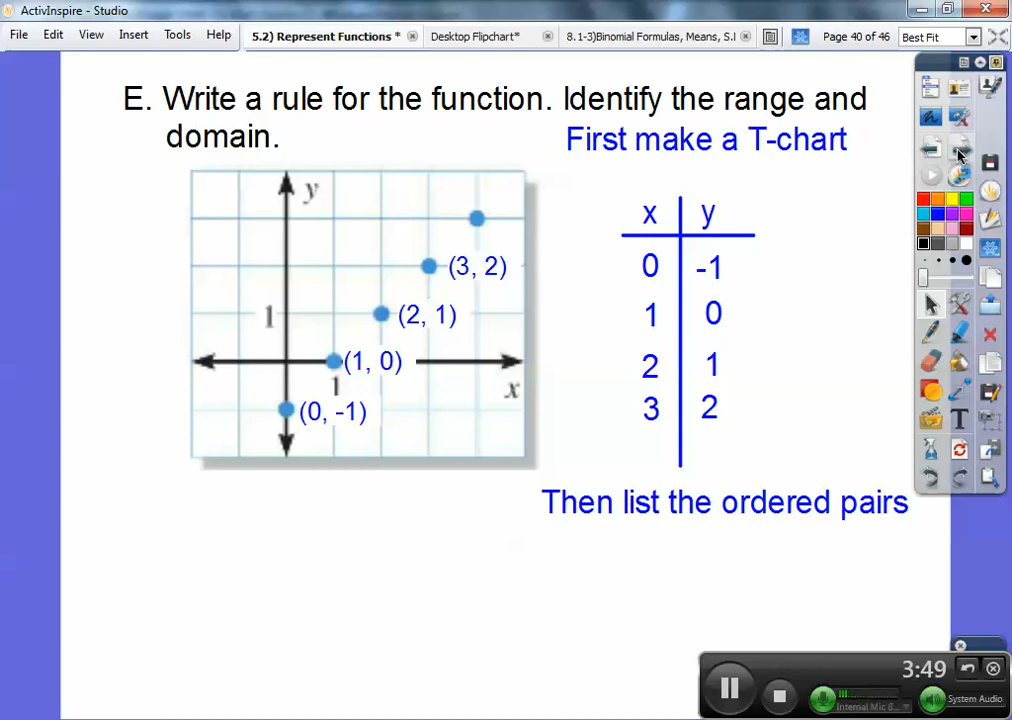 ActivInspire - Studio
File Edit View Insert Tools Help
5.2) Represent Functions *
Desktop Flipchart*
8.1-3)Binomial Formulas, Means, S.I
Page 40 of 46
Best Fit
E. Write a rule for the function. Identify the range and
domain.
First make a T-chart
y
(3, 2)
1
(2, 1)
(1, 0)
1
x
(0, -1)
x y
0 -1
1 0
2 1
3 2
Then list the ordered pairs
T
3:49
Internal Mic (I
System Audio